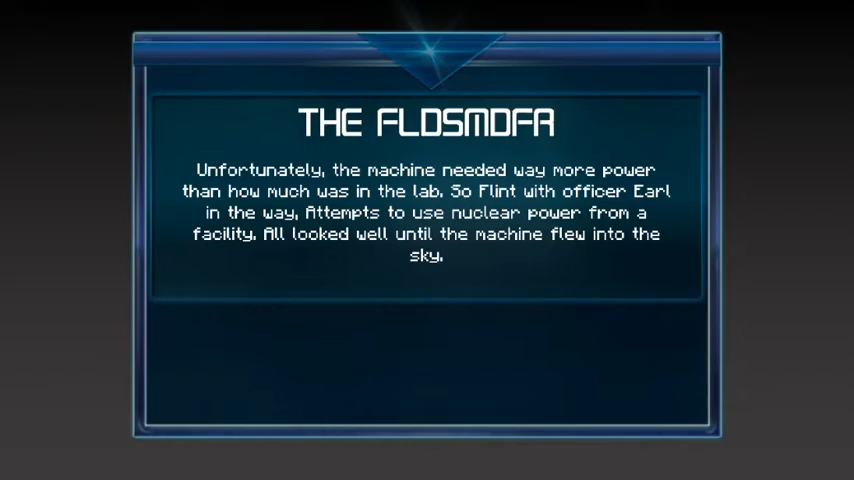 THE FLDSMDFR
Unfortunately, the machine needed way more power
than how much was in the lab. So Flint with officer Earl
in the way, Attempts to use nuclear power from a
facility. All looked well until the machine flew into the
sky.